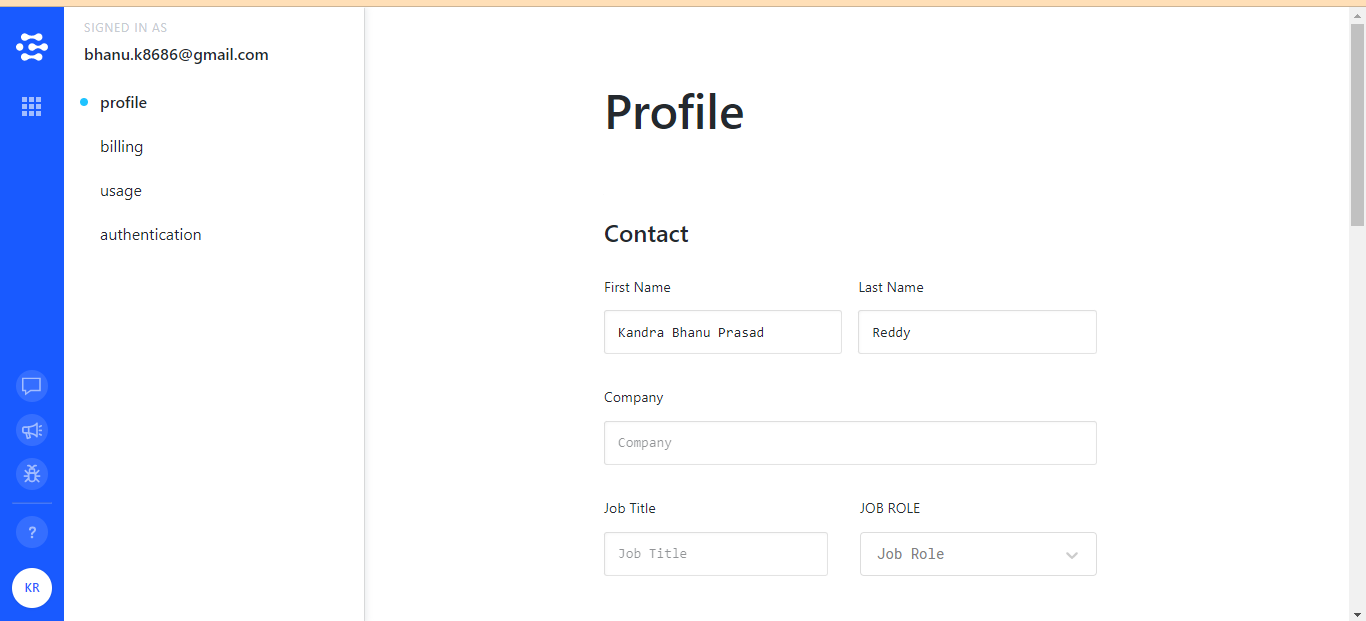 SIGNED IN AS
bhanu.k8686@gmail.com
profile
billing
usage
authentication
?
KR
Profile
Contact
First Name Last Name
Kandra Bhanu Prasad Reddy
Company
Company
Job Title JOB ROLE
Job Title Job Role